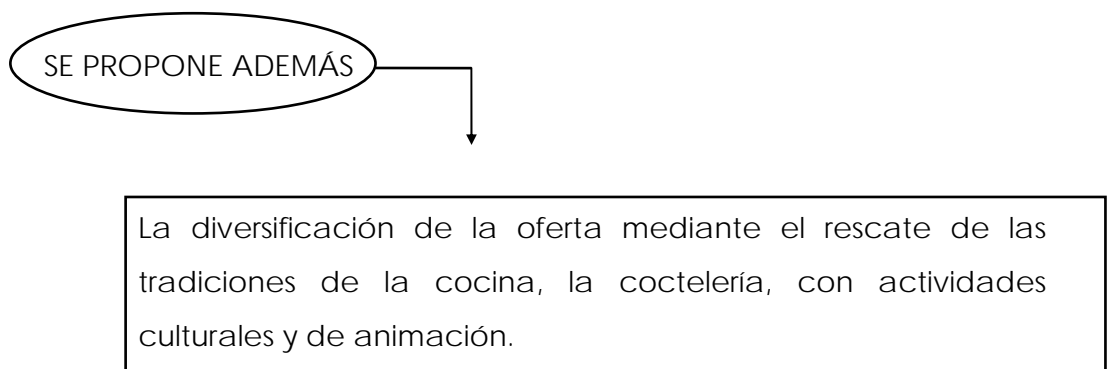 SE PROPONE ADEMÁS
La diversificación de la oferta mediante el rescate de las
tradiciones de la cocina, la coctelería, con actividades
culturales y de animación.